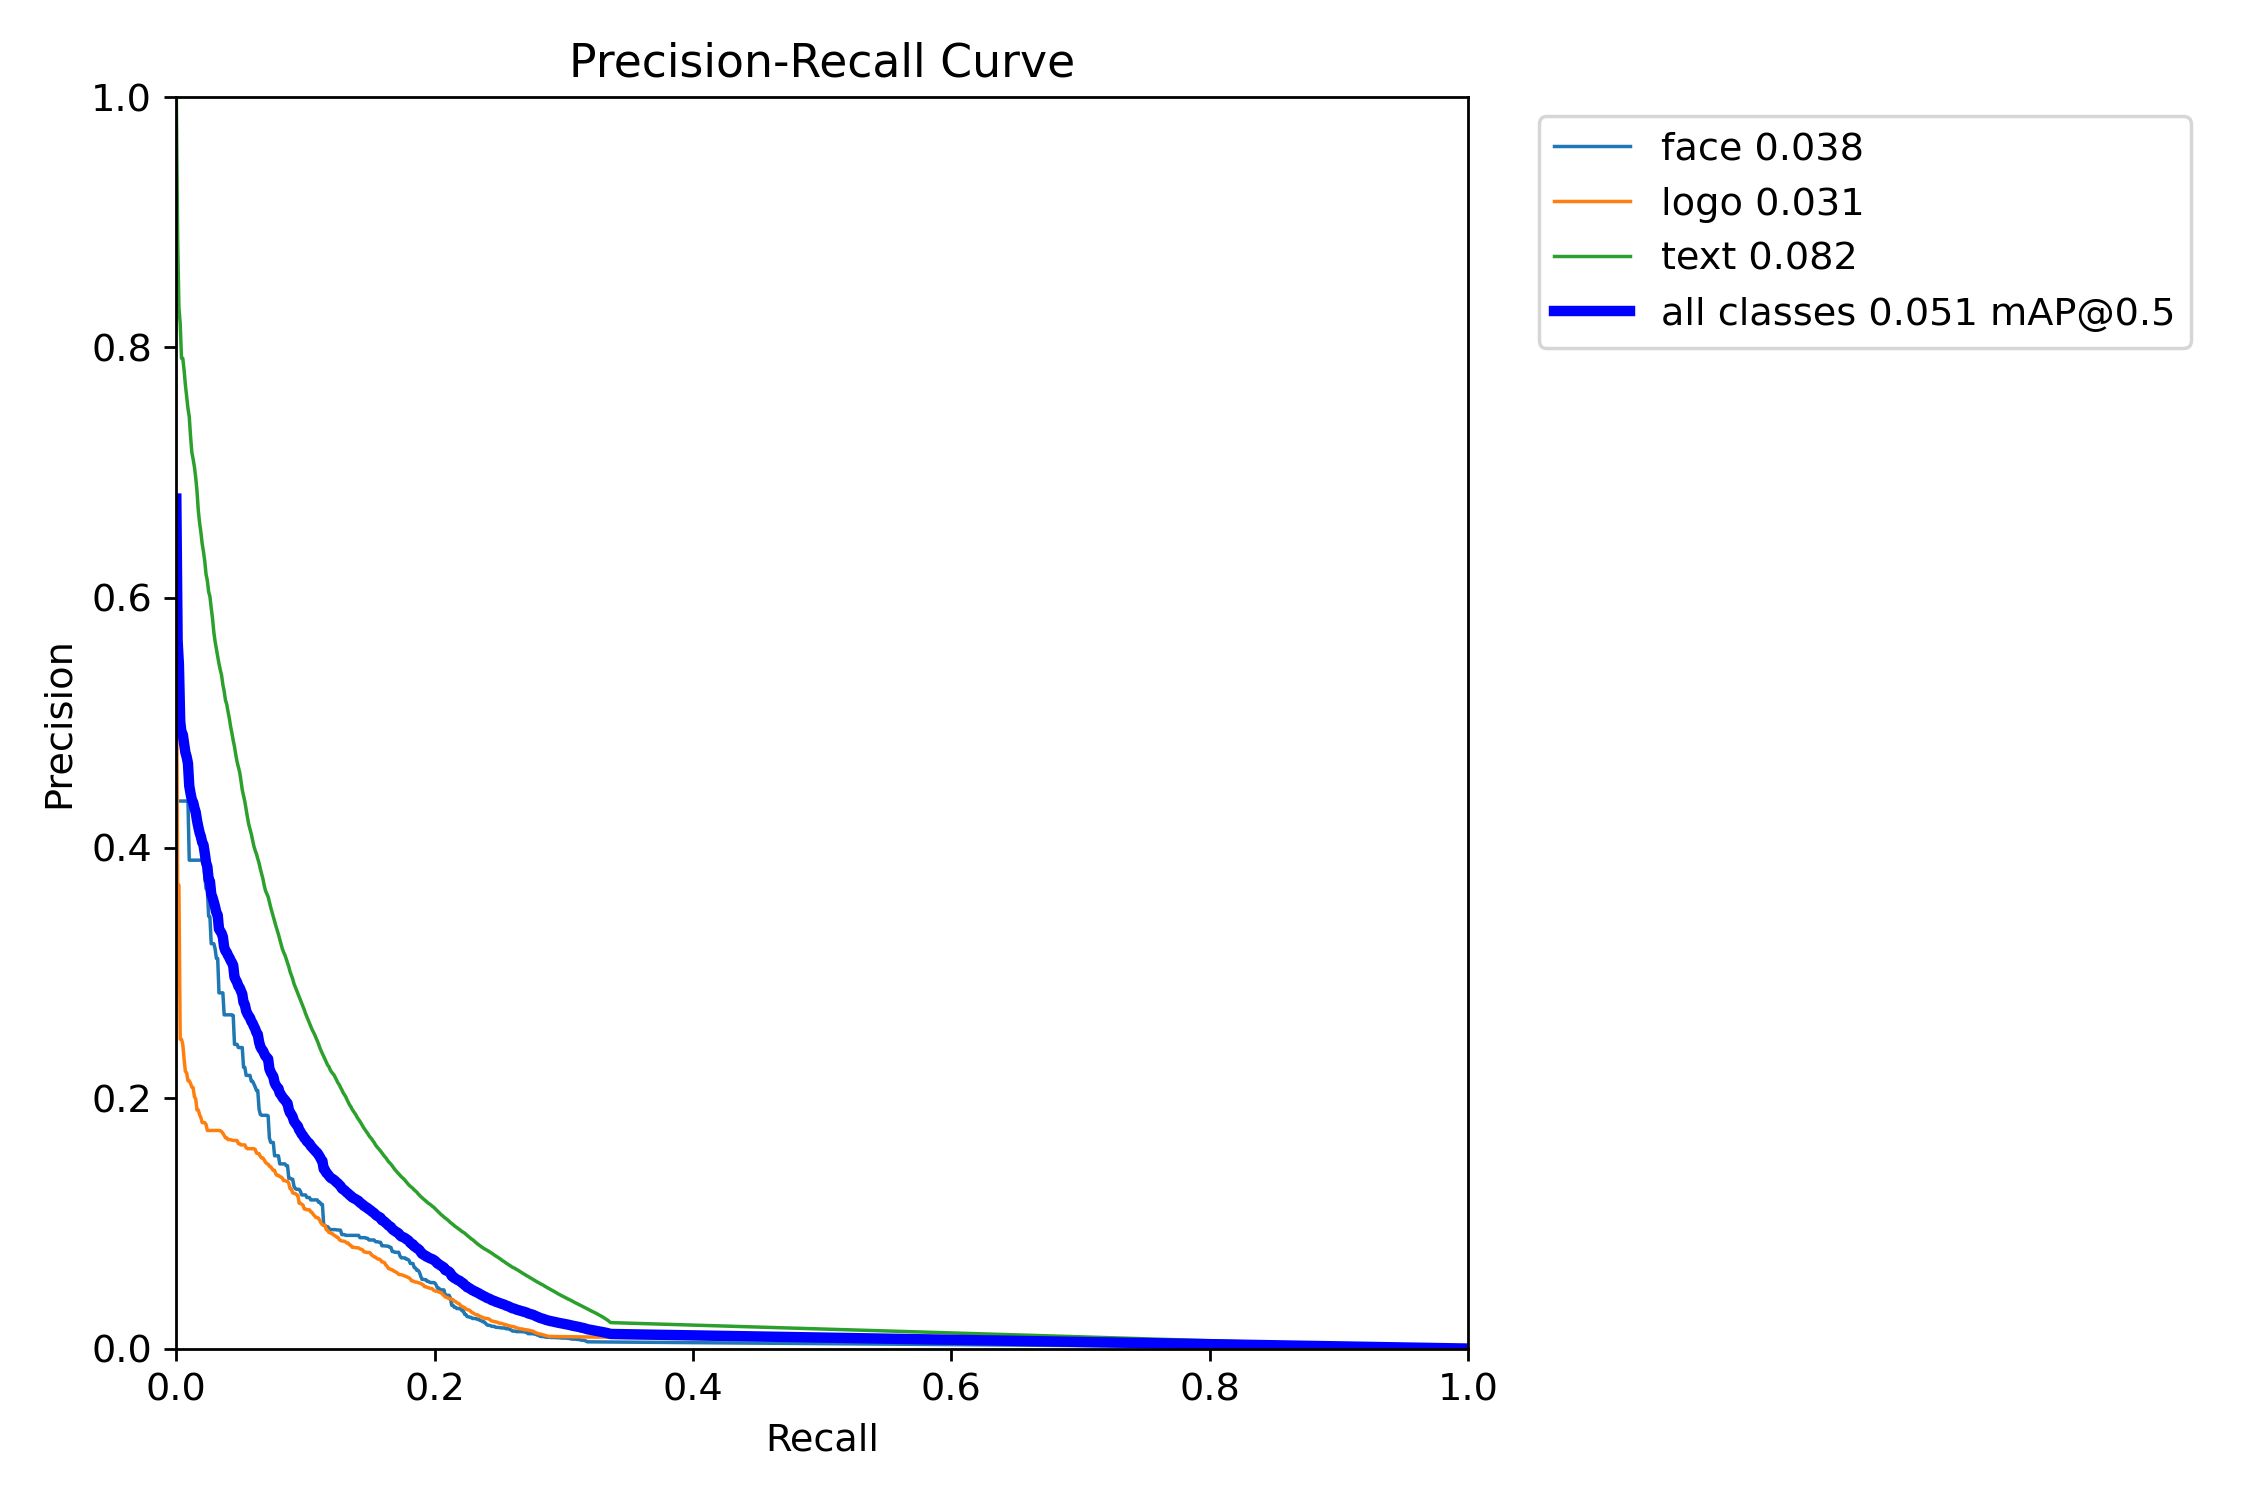 Precision-Recall Curve
1.0
0.8
0.6
0.4
0.2
0.0
Precision
0.0 0.2 0.4 0.6 0.8 1.0
Recall
face 0.038
logo 0.031
text 0.082
all classes 0.051 mAP@0.5